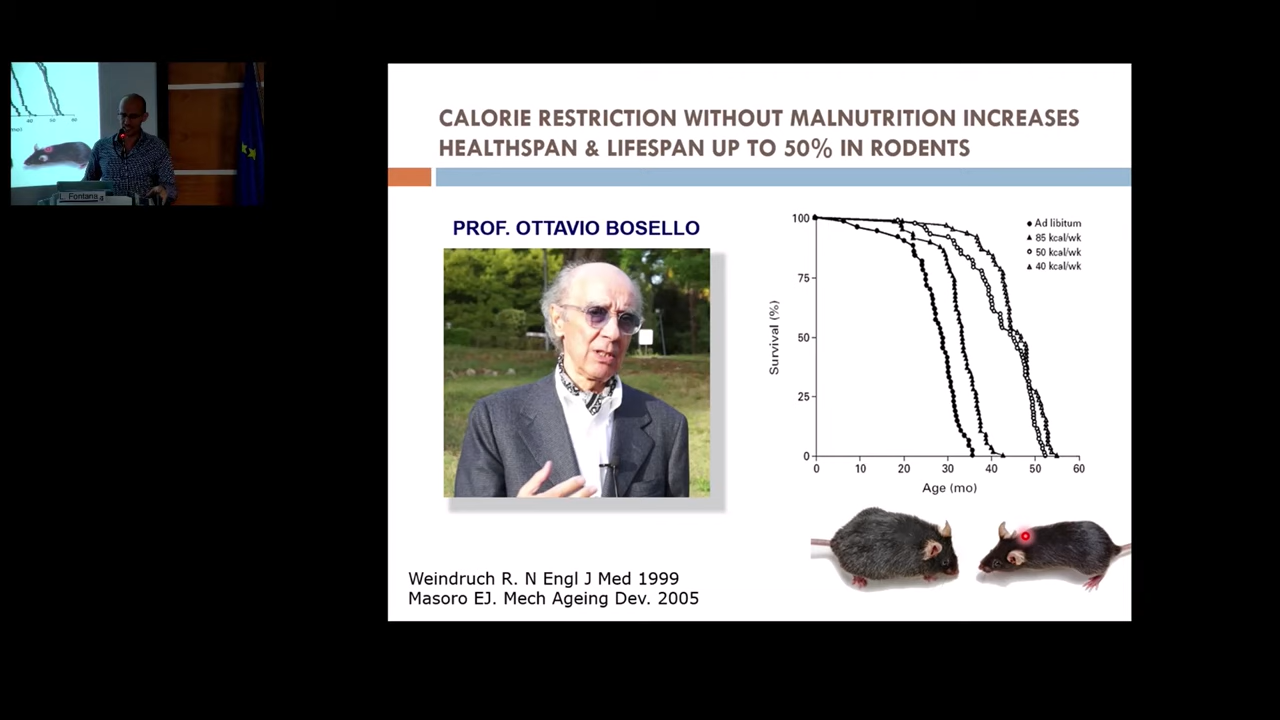 CALORIE RESTRICTION WITHOUT MALNUTRITION INCREASES
HEALTHSPAN & LIFESPAN UP TO 50% IN RODENTS
PROF. OTTAVIO BOSELLO
100
75
50
25
0
Survival (%)
0 10 20 30 40 50 60
Age (mo)
Ad libitum
85 kcal/wk
50 kcal/wk
40 kcal/wk
Weindruch R. N Engl J Med 1999
Masoro EJ. Mech Ageing Dev. 2005
L. Fontana
40